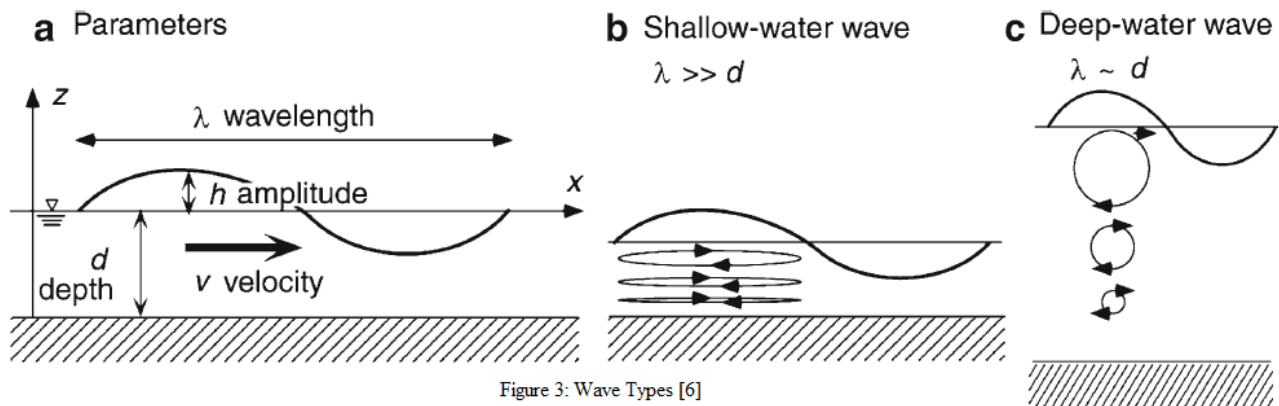 a Parameters
z
λ wavelength
h amplitude
x
d
depth
v velocity
b Shallow-water wave
λ >> d
c Deep-water wave
λ ~ d
Figure 3: Wave Types [6]